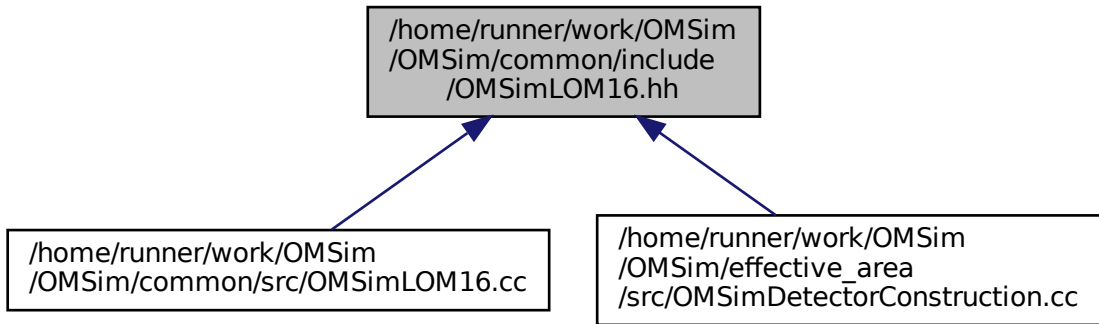 /home/runner/work/OMSim
/OMSim/common/include
/OMSimLOM16.hh
/home/runner/work/OMSim
/OMSim/common/src/OMSimLOM16.cc
/home/runner/work/OMSim
/OMSim/effective_area
/src/OMSimDetectorConstruction.cc